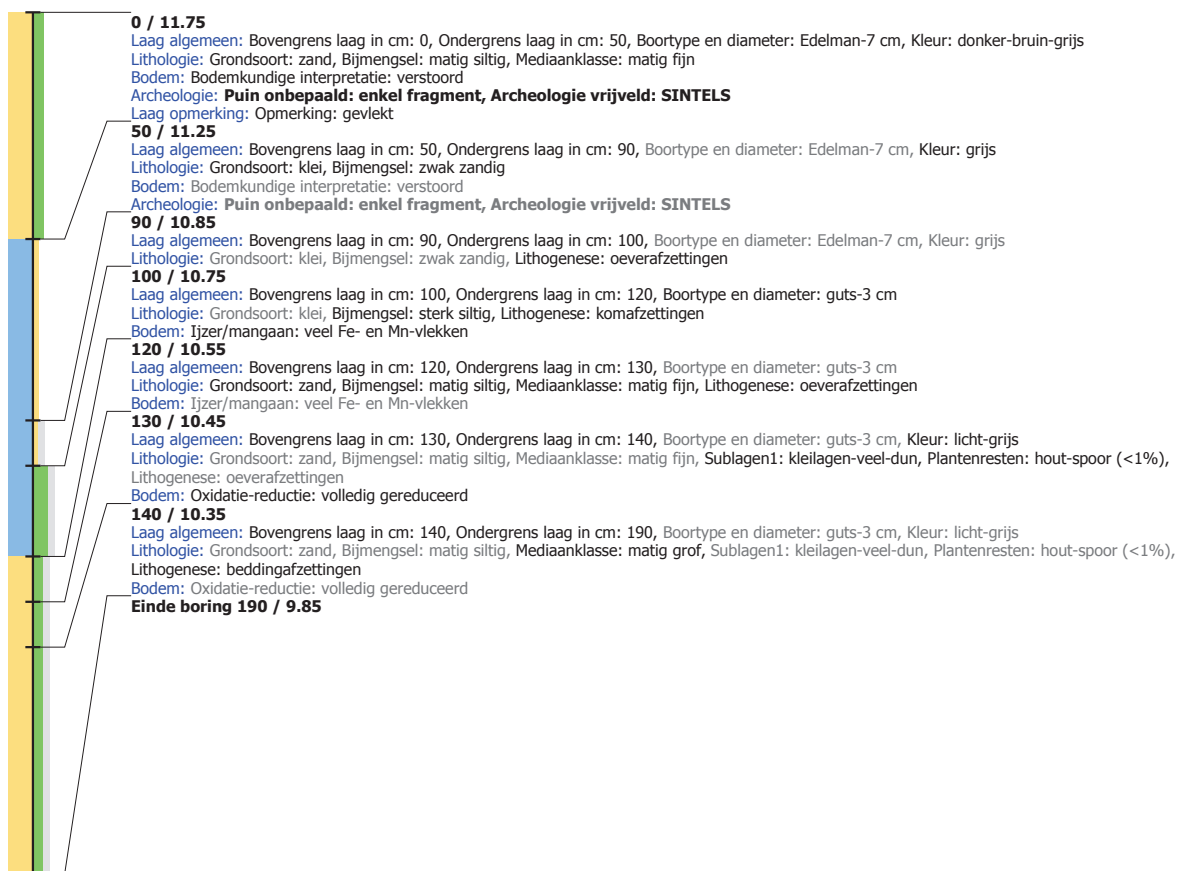 0 / 11.75
Laag algemeen: Bovengrens laag in cm: 0, Ondergrens laag in cm: 50, Boortype en diameter: Edelman-7 cm, Kleur: donker-bruin-grijs
Lithologie: Grondsoort: zand, Bijmengsel: matig siltig, Mediaanklasse: matig fijn
Bodem: Bodemkundige interpretatie: verstoord
Archeologie: Puin onbepaald: enkel fragment, Archeologie vrijveld: SINTELS
Laag opmerking: Opmerking: gevlekt
50 / 11.25
Laag algemeen: Bovengrens laag in cm: 50, Ondergrens laag in cm: 90, Boortype en diameter: Edelman-7 cm, Kleur: grijs
Lithologie: Grondsoort: klei, Bijmengsel: zwak zandig
Bodem: Bodemkundige interpretatie: verstoord
Archeologie: Puin onbepaald: enkel fragment, Archeologie vrijveld: SINTELS
90 / 10.85
Laag algemeen: Bovengrens laag in cm: 90, Ondergrens laag in cm: 100, Boortype en diameter: Edelman-7 cm, Kleur: grijs
Lithologie: Grondsoort: klei, Bijmengsel: zwak zandig, Lithogenese: oeverafzettingen
100 / 10.75
Laag algemeen: Bovengrens laag in cm: 100, Ondergrens laag in cm: 120, Boortype en diameter: guts-3 cm
Lithologie: Grondsoort: klei, Bijmengsel: sterk siltig, Lithogenese: komafzettingen
Bodem: Ijzer/mangaan: veel Fe- en Mn-vlekken
120 / 10.55
Laag algemeen: Bovengrens laag in cm: 120, Ondergrens laag in cm: 130, Boortype en diameter: guts-3 cm
Lithologie: Grondsoort: zand, Bijmengsel: matig siltig, Mediaanklasse: matig fijn, Lithogenese: oeverafzettingen
Bodem: Ijzer/mangaan: veel Fe- en Mn-vlekken
130 / 10.45
Laag algemeen: Bovengrens laag in cm: 130, Ondergrens laag in cm: 140, Boortype en diameter: guts-3 cm, Kleur: licht-grijs
Lithologie: Grondsoort: zand, Bijmengsel: matig siltig, Mediaanklasse: matig fijn, Sublagen1: kleilagen-veel-dun, Plantenresten: hout-spoor (<1%),
Lithogenese: oeverafzettingen
Bodem: Oxidatie-reductie: volledig gereduceerd
140 / 10.35
Laag algemeen: Bovengrens laag in cm: 140, Ondergrens laag in cm: 190, Boortype en diameter: guts-3 cm, Kleur: licht-grijs
Lithologie: Grondsoort: zand, Bijmengsel: matig siltig, Mediaanklasse: matig grof, Sublagen1: kleilagen-veel-dun, Plantenresten: hout-spoor (<1%),
Lithogenese: beddingafzettingen
Bodem: Oxidatie-reductie: volledig gereduceerd
Einde boring 190 / 9.85